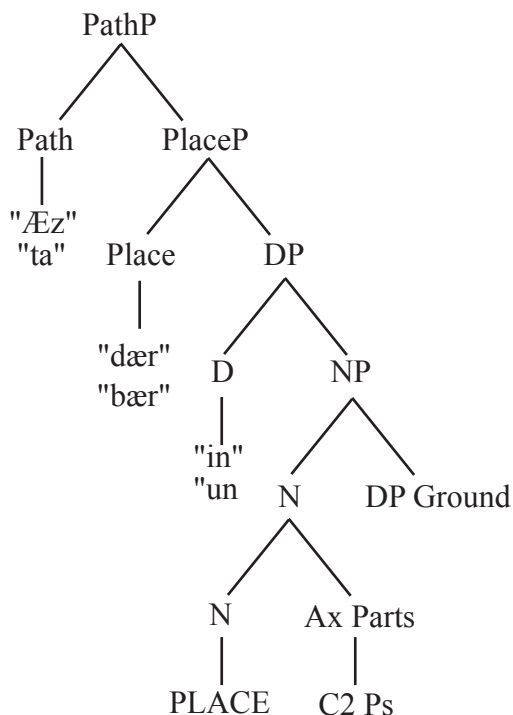 PathP
Path PlaceP
"Æz"
"ta"
Place DP
"dær"
"bær"
D NP
"in"
"un
N DP Ground
N Ax Parts
PLACE C2 Ps